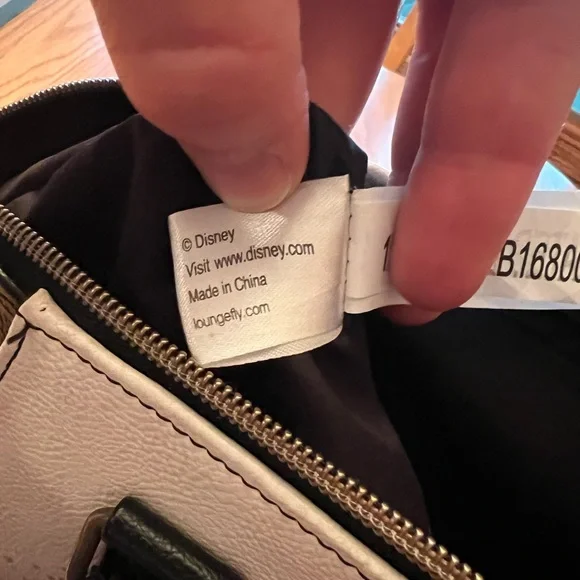 © Disney
Visit www.disney.com
Made in China
loungefly.com